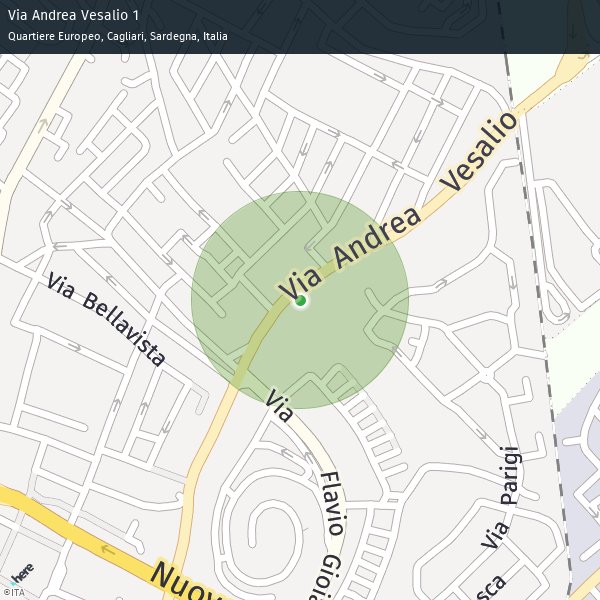 Via Andrea Vesalio 1
Quartiere Europeo, Cagliari, Sardegna, Italia
Via Andrea Vesalio
Via Bellavista
Via Flavio Gioia
Via Parigi
sca
Nuov
here
©ITA